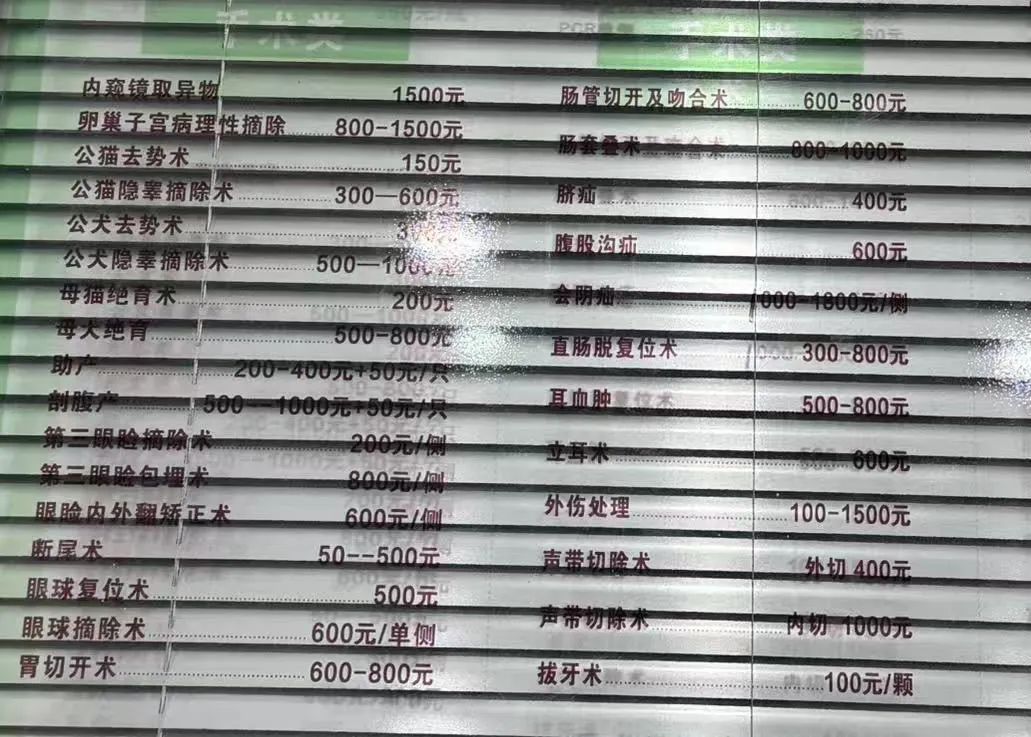 手术类
内窥镜取异物 1500元
卵巢子宫病理性摘除 800-1500元
公猫去势术 150元
公猫隐睾摘除术 300—600元
公犬去势术
公犬隐睾摘除术 500—1000元
母猫绝育术 200元
母犬绝育 500-800元
助产 200-400元+50元/只
剖腹产 500--1000元+50元/只
第三眼睑摘除术 200元/侧
第三眼睑包埋术 800元/侧
眼睑内外翻矫正术 600元/侧
断尾术 50--500元
眼球复位术 500元
眼球摘除术 600元/单侧
胃切开术 600-800元
手术类
肠管切开及吻合术 600-800元
肠套叠术 800-1000元
脐疝 400元
腹股沟疝 600元
会阴疝 1000-1800元/侧
直肠脱复位术 300-800元
耳血肿 500-800元
立耳术 600元
外伤处理 100-1500元
声带切除术 外切 400元
声带切除术 内切 1000元
拔牙术 100元/颗